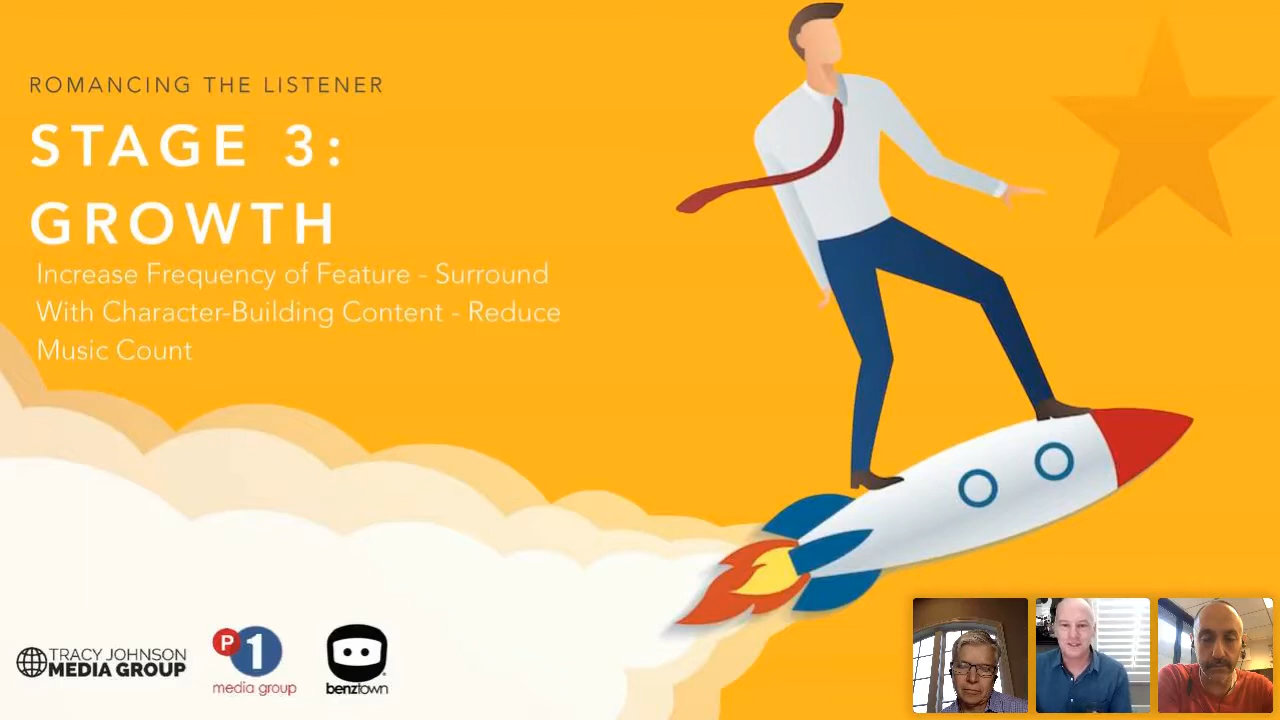 ROMANCING THE LISTENER
STAGE 3:
GROWTH
Increase Frequency of Feature - Surround
With Character-Building Content - Reduce
Music Count
TRACY JOHNSON
MEDIA GROUP
P 1
media group
benztown